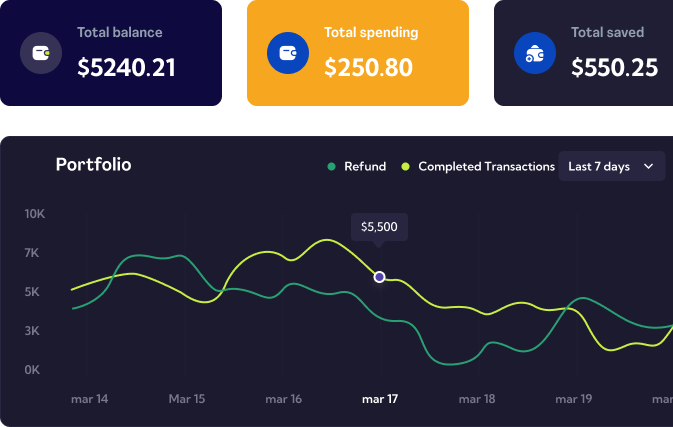 Total balance
$5240.21
Total spending
$250.80
Total saved
$550.25
Portfolio
Refund
Completed Transactions
Last 7 days
10K
7K
5K
3K
0K
$5,500
mar 14
Mar 15
mar 16
mar 17
mar 18
mar 19
mar